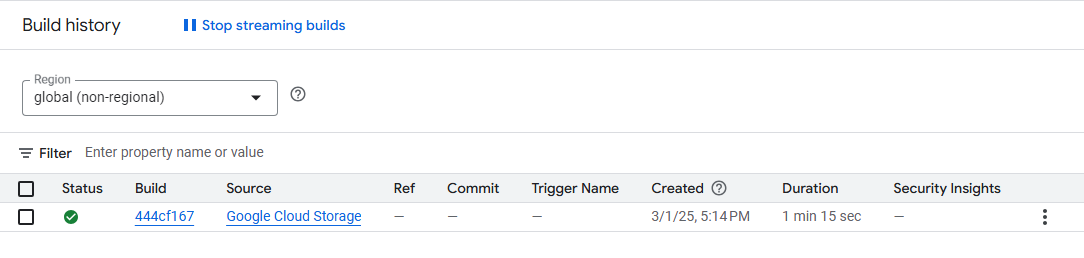 Build history Stop streaming builds
Region
global (non-regional)
Filter Enter property name or value
Status Build Source Ref Commit Trigger Name Created Duration Security Insights
444cf167 Google Cloud Storage — — — 3/1/25, 5:14 PM 1 min 15 sec —